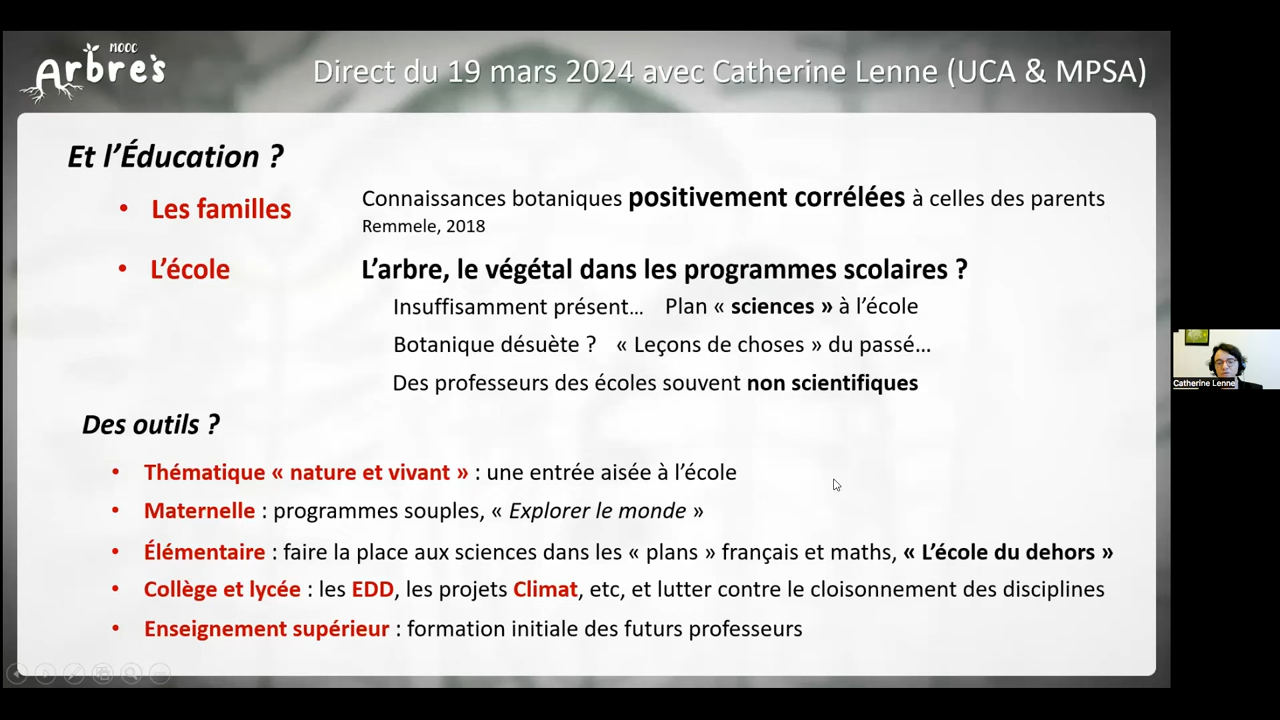 MOOC
Arbres
Direct du 19 mars 2024 avec Catherine Lenne (UCA & MPSA)
Et l’Éducation ?
• Les familles
Connaissances botaniques positivement corrélées à celles des parents
Remmele, 2018
• L’école
L’arbre, le végétal dans les programmes scolaires ?
Insuffisamment présent… Plan « sciences » à l’école
Botanique désuète ? « Leçons de choses » du passé…
Des professeurs des écoles souvent non scientifiques
Catherine Lenne
Des outils ?
• Thématique « nature et vivant » : une entrée aisée à l’école
• Maternelle : programmes souples, « Explorer le monde »
• Élémentaire : faire la place aux sciences dans les « plans » français et maths, « L’école du dehors »
• Collège et lycée : les EDD, les projets Climat, etc, et lutter contre le cloisonnement des disciplines
• Enseignement supérieur : formation initiale des futurs professeurs